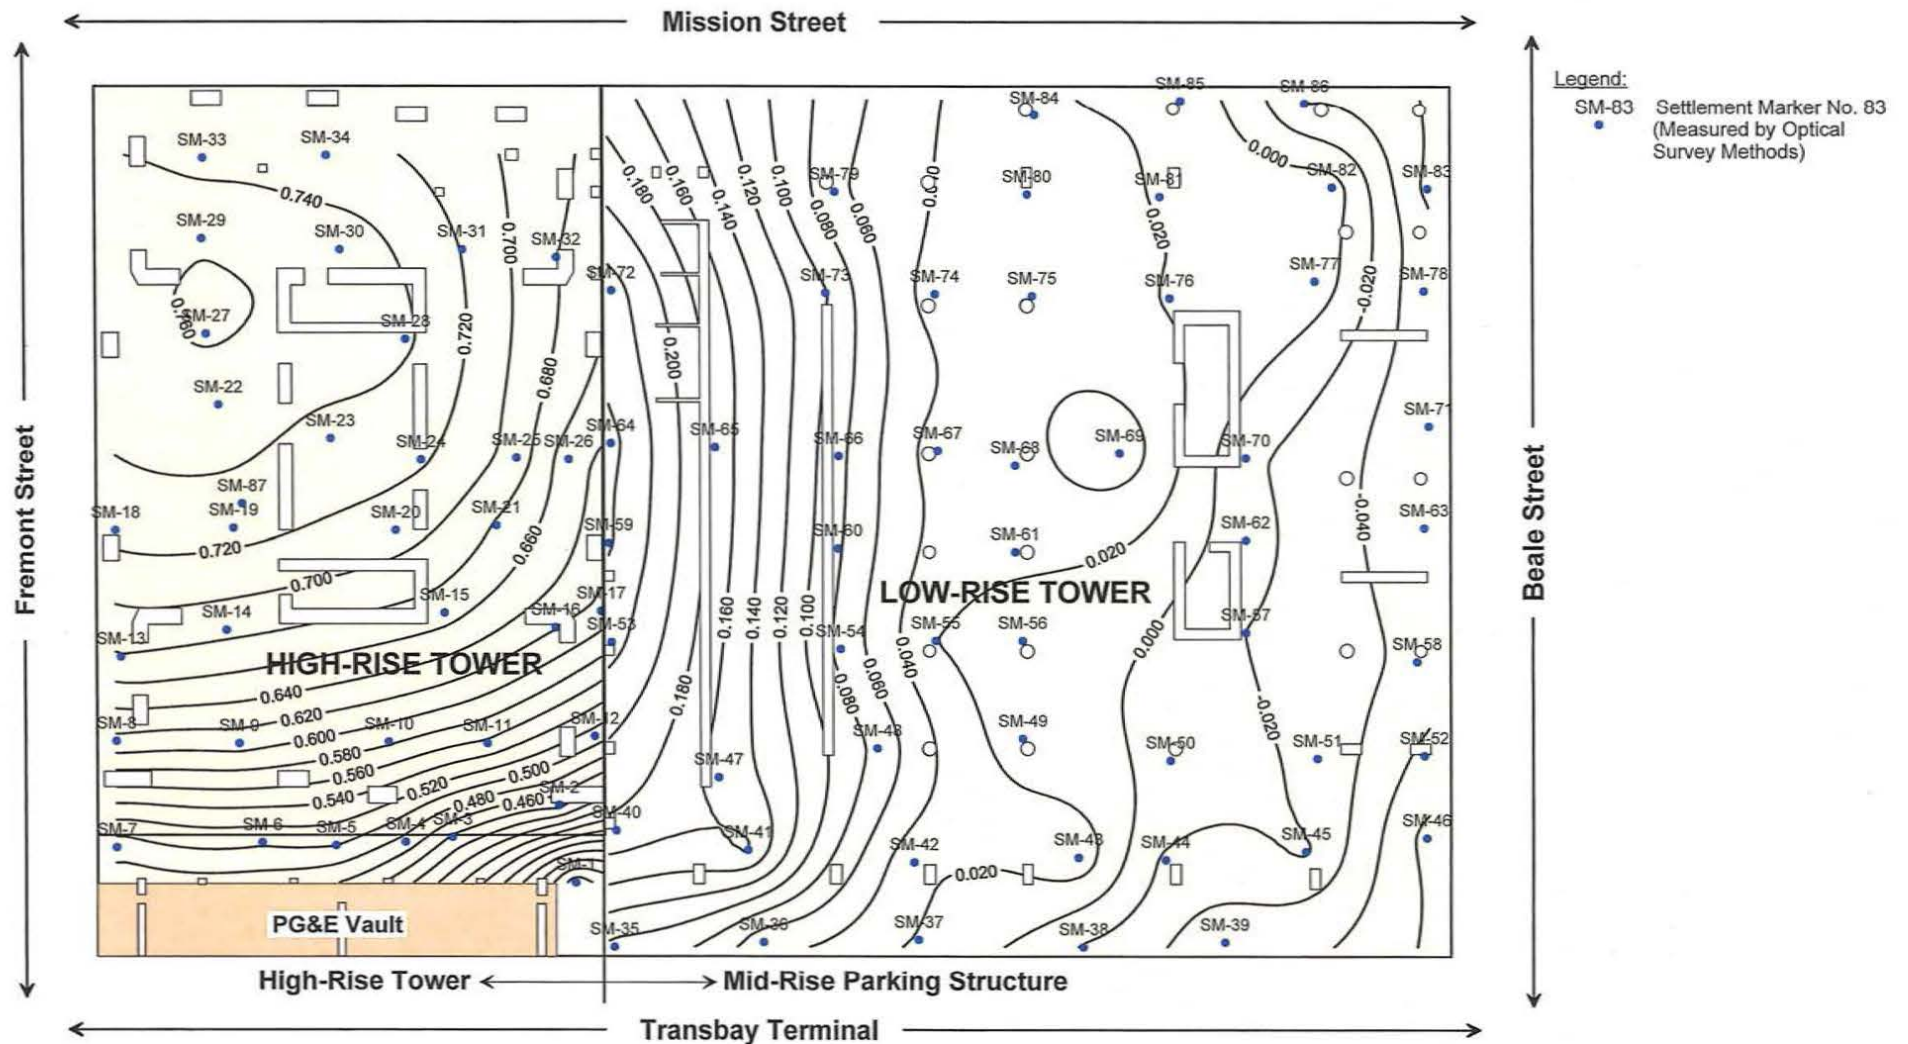 Mission Street
Legend:
SM-83 Settlement Marker No. 83
(Measured by Optical
Survey Methods)
SM-84
SM-85
SM-86
SM-33
SM-34
0.740
0.180
0.160
0.140
0.120
0.100
SM-79
0.080
0.060
SM-80
SM-81
0.000
SM-82
SM-83
SM-29
SM-30
SM-31
0.700
SM-32
0.020
SM-72
SM-73
SM-74
SM-75
SM-76
SM-77
-0.020
SM-78
0.760
SM-27
SM-28
0.720
0.680
0.200
SM-22
SM-23
SM-24
SM-25
SM-26
SM-64
SM-65
SM-66
SM-67
SM-68
SM-69
SM-70
SM-71
Fremont Street
Beale Street
SM-87
SM-18
SM-19
SM-20
SM-21
0.720
0.660
SM-59
SM-60
SM-61
0.020
SM-62
-0.040
SM-63
0.700
SM-13
SM-14
SM-15
SM-16
SM-17
SM-53
0.160
0.140
0.120
0.100
SM-54
LOW-RISE TOWER
SM-55
SM-56
0.000
SM-57
SM-58
HIGH-RISE TOWER
0.040
0.640
0.620
0.600
0.580
0.560
0.540
0.520
0.500
0.480
0.460
0.180
0.080
0.060
-0.020
SM-8
SM-9
SM-10
SM-11
SM-12
SM-47
SM-48
SM-49
SM-50
SM-51
SM-52
SM-7
SM-6
SM-5
SM-4
SM-3
SM-2
SM-40
SM-41
SM-42
SM-43
SM-44
SM-45
SM-46
SM-1
0.020
PG&E Vault
SM-35
SM-36
SM-37
SM-38
SM-39
High-Rise Tower
Mid-Rise Parking Structure
Transbay Terminal